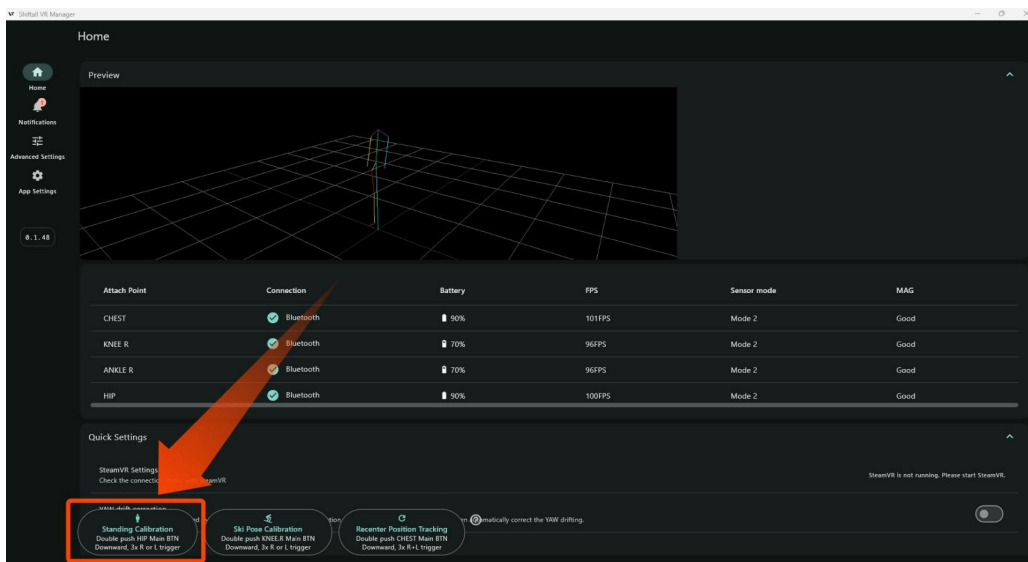 Shiftall VR Manager
Home
Home
Notifications
Advanced Settings
App Settings
0.1.48
Preview
Attach Point Connection Battery FPS Sensor mode MAG
CHEST Bluetooth 90% 101FPS Mode 2 Good
KNEE R Bluetooth 70% 96FPS Mode 2 Good
ANKLE R Bluetooth 70% 96FPS Mode 2 Good
HIP Bluetooth 90% 100FPS Mode 2 Good
Quick Settings
SteamVR Settings
Check the SteamVR
SteamVR is not running. Please start SteamVR.
YAW drift correction
correct the YAW drifting.
Standing Calibration
Double push HIP Main BTN
Downward, 3x R or L trigger
Ski Pose Calibration
Double push KNEE.R Main BTN
Downward, 3x R or L trigger
Recenter Position Tracking
Double push CHEST Main BTN
Downward, 3x R+L trigger